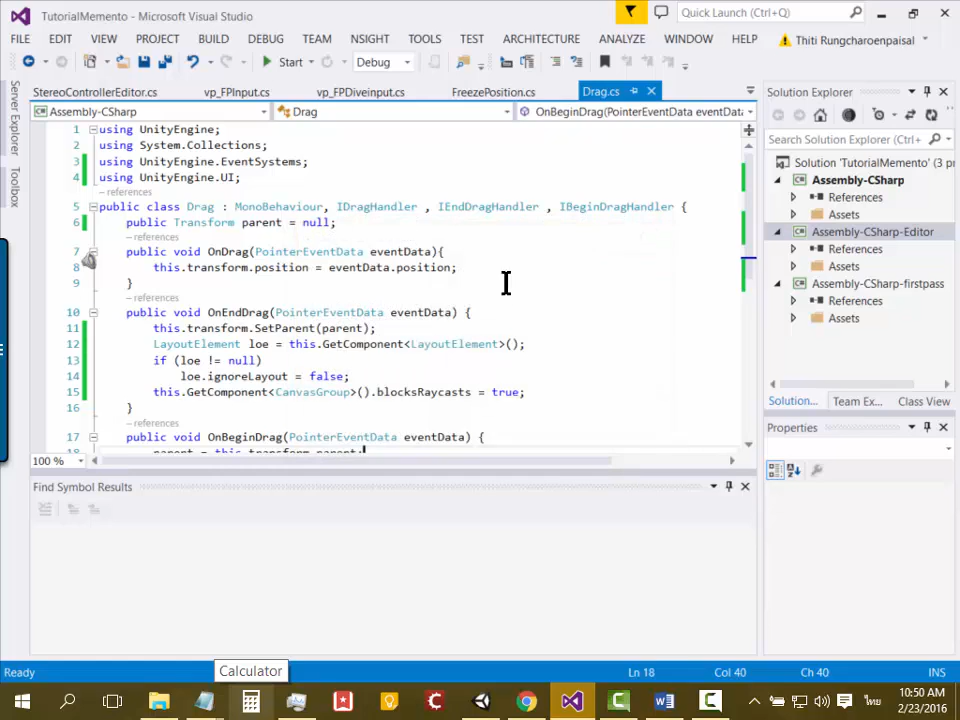 TutorialMemento - Microsoft Visual Studio
Quick Launch (Ctrl+Q)
FILE EDIT VIEW PROJECT BUILD DEBUG TEAM NSIGHT TOOLS TEST ARCHITECTURE ANALYZE WINDOW HELP
Thiti Rungcharoenpaisal
Start
Debug
StereoControllerEditor.cs vp_FPInput.cs vp_FPDiveinput.cs FreezePosition.cs Drag.cs
Assembly-CSharp Drag OnBeginDrag(PointerEventData eventData
1 using UnityEngine;
2 using System.Collections;
3 using UnityEngine.EventSystems;
4 using UnityEngine.UI;
– references
5 public class Drag : MonoBehaviour, IDragHandler , IEndDragHandler , IBeginDragHandler {
6 public Transform parent = null;
– references
7 public void OnDrag(PointerEventData eventData){
8 this.transform.position = eventData.position;
9 }
– references
10 public void OnEndDrag(PointerEventData eventData) {
11 this.transform.SetParent(parent);
12 LayoutElement loe = this.GetComponent<LayoutElement>();
13 if (loe != null)
14 loe.ignoreLayout = false;
15 this.GetComponent<CanvasGroup>().blocksRaycasts = true;
16 }
– references
17 public void OnBeginDrag(PointerEventData eventData) {
18 parent = this.transform.parent;
100 %
Server Explorer
Toolbox
Solution Explorer
Search Solution Explorer (Ctrl+
Solution 'TutorialMemento' (3 p
Assembly-CSharp
References
Assets
Assembly-CSharp-Editor
References
Assets
Assembly-CSharp-firstpass
References
Assets
Solution... Team Ex... Class View
Properties
Find Symbol Results
Ready
Ln 18 Col 40 Ch 40 INS
Calculator
ไทย
10:50 AM
2/23/2016